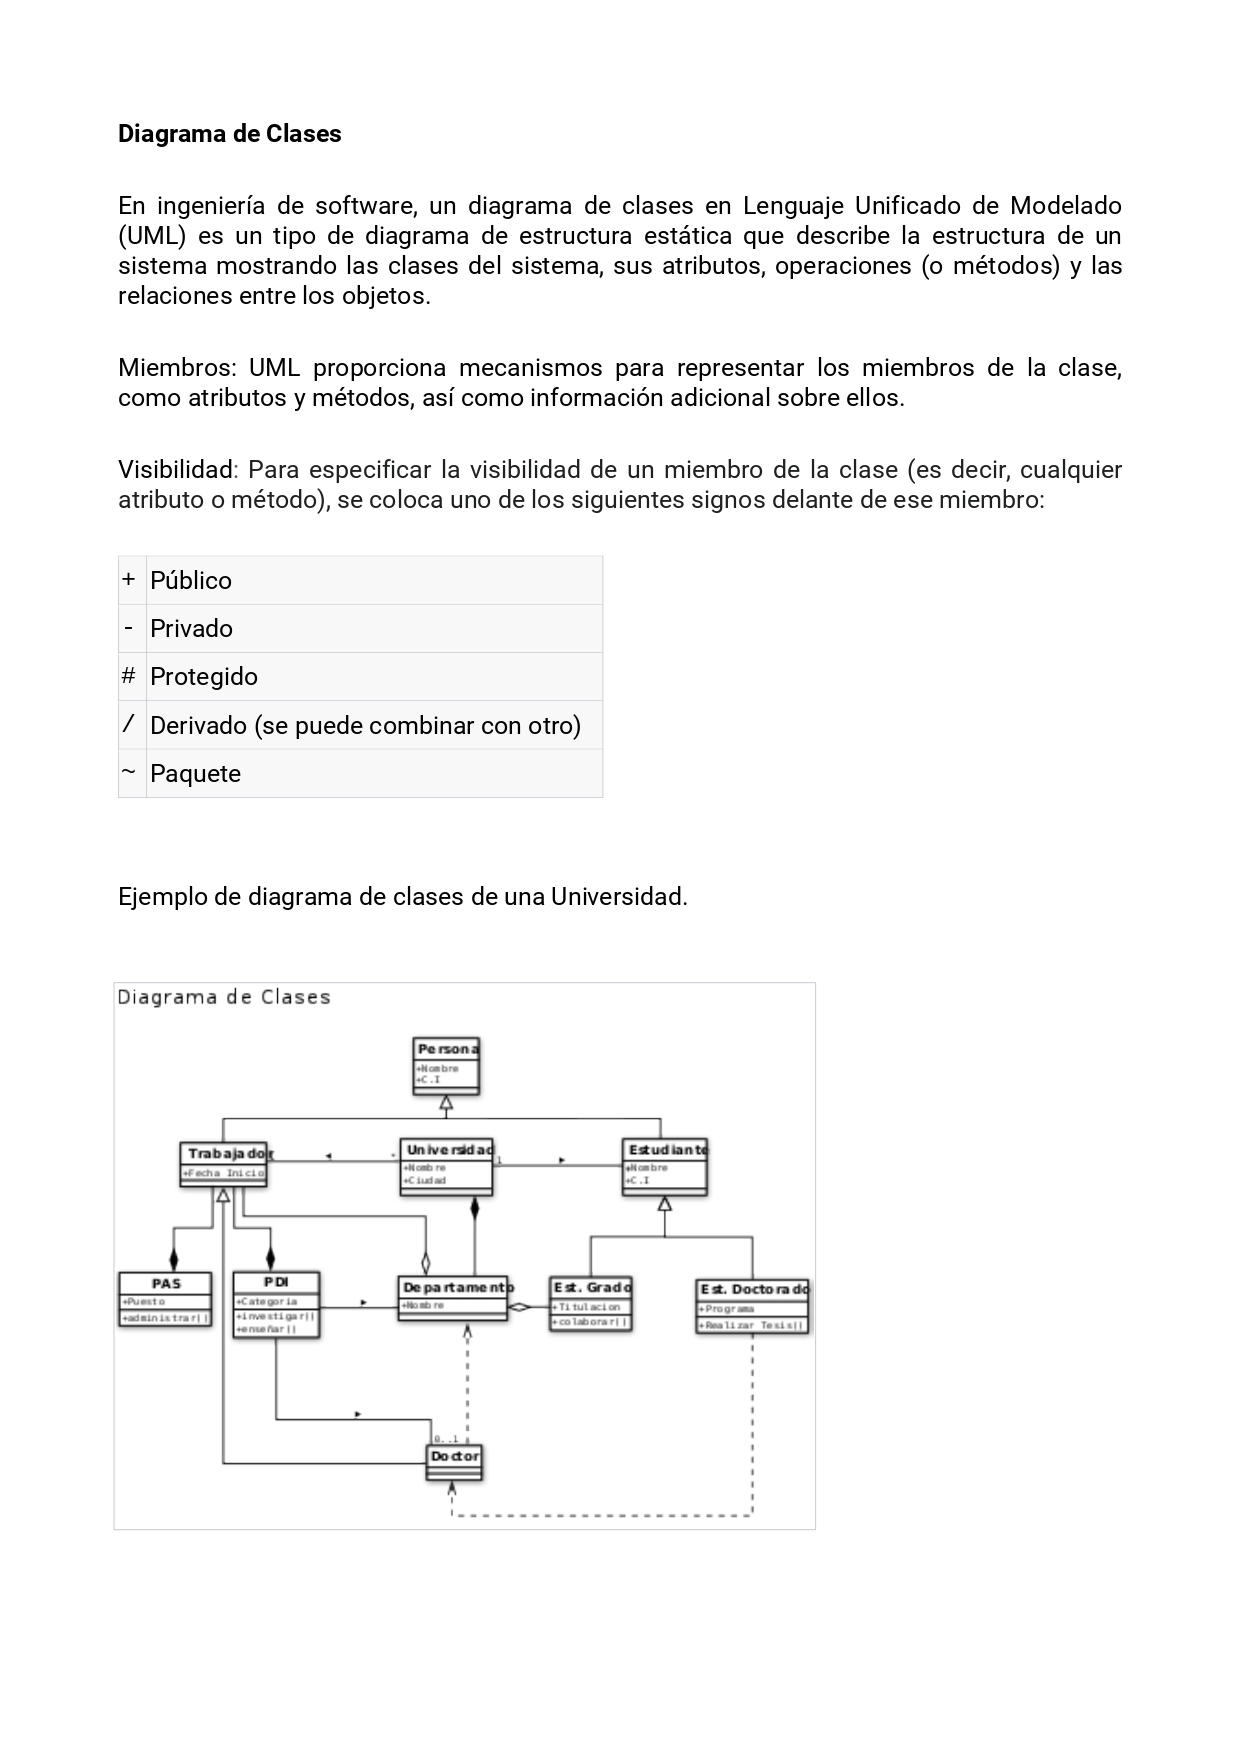 Diagrama de Clases
En ingeniería de software, un diagrama de clases en Lenguaje Unificado de Modelado
(UML) es un tipo de diagrama de estructura estática que describe la estructura de un
sistema mostrando las clases del sistema, sus atributos, operaciones (o métodos) y las
relaciones entre los objetos.
Miembros: UML proporciona mecanismos para representar los miembros de la clase,
como atributos y métodos, así como información adicional sobre ellos.
Visibilidad: Para especificar la visibilidad de un miembro de la clase (es decir, cualquier
atributo o método), se coloca uno de los siguientes signos delante de ese miembro:
+ Público
- Privado
# Protegido
/ Derivado (se puede combinar con otro)
~ Paquete
Ejemplo de diagrama de clases de una Universidad.
Diagrama de Clases
Persona
+Nombre
+C.I
Trabajador
+Fecha Inicio
Universidad
+Nombre
+Ciudad
1
Estudiante
+Nombre
+C.I
PAS
+Puesto
+administrar()
PDI
+Categoria
+investigar()
+enseñar()
Departamento
+Nombre
Est. Grado
+Titulacion
+colaborar()
Est. Doctorado
+Programa
+Realizar Tesis()
0..1
Doctor